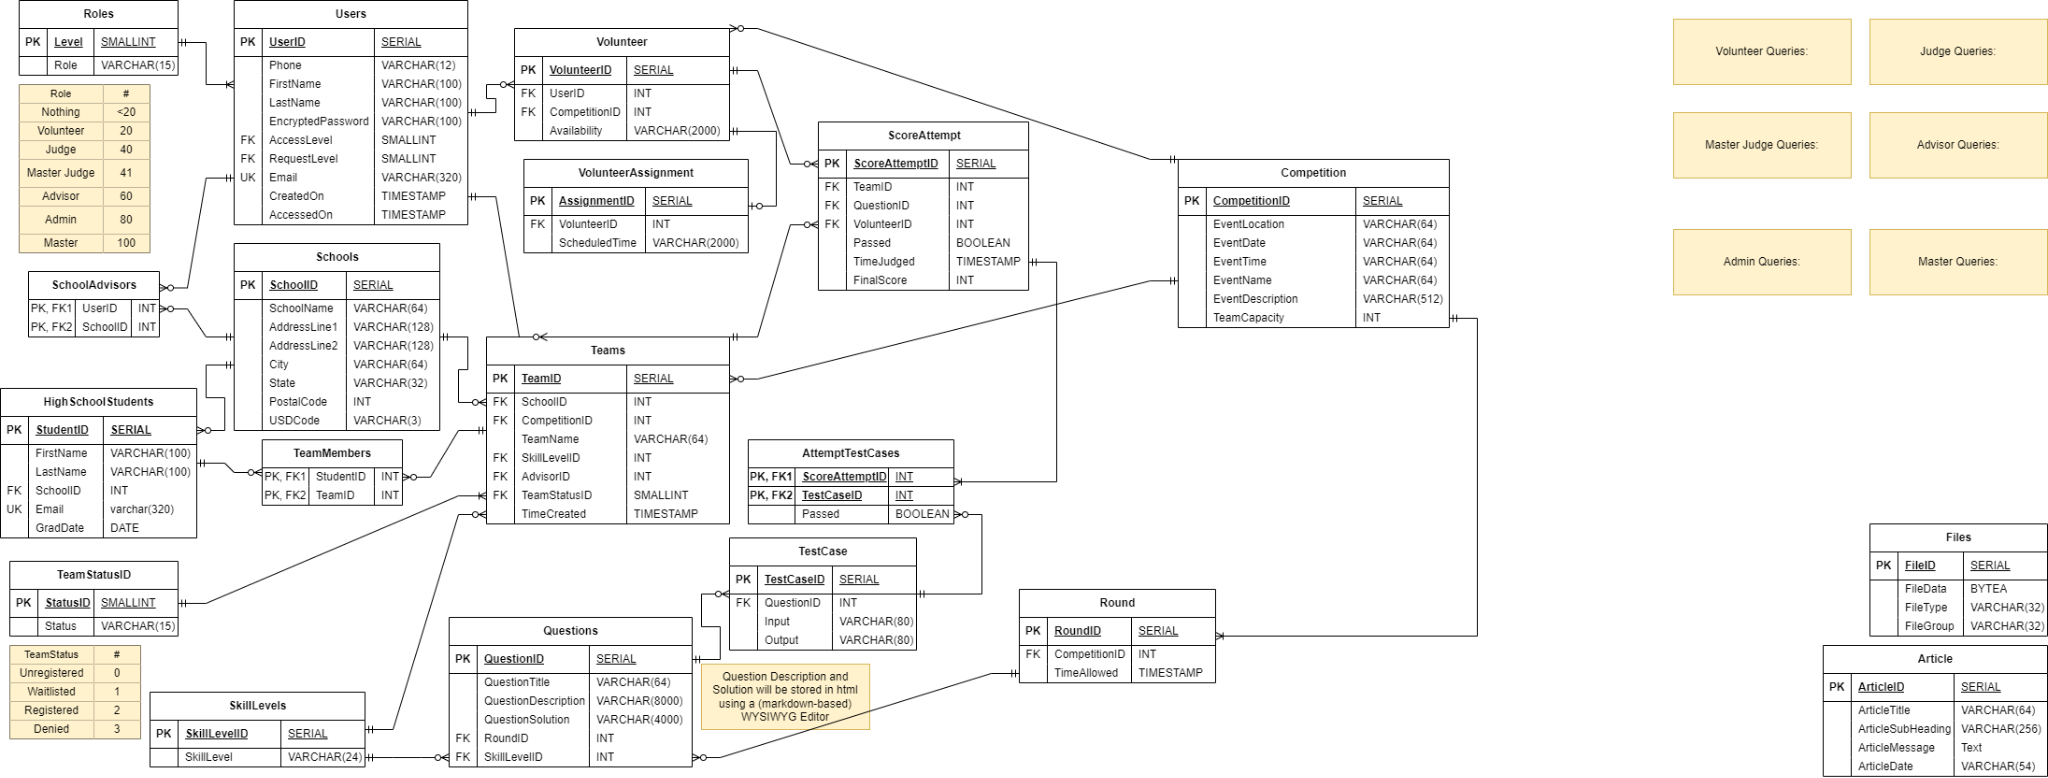 Roles
PK Level SMALLINT
Role VARCHAR(15)
Role #
Nothing <20
Volunteer 20
Judge 40
Master Judge 41
Advisor 60
Admin 80
Master 100
Users
PK UserID SERIAL
Phone VARCHAR(12)
FirstName VARCHAR(100)
LastName VARCHAR(100)
EncryptedPassword VARCHAR(100)
FK AccessLevel SMALLINT
FK RequestLevel SMALLINT
UK Email VARCHAR(320)
CreatedOn TIMESTAMP
AccessedOn TIMESTAMP
Volunteer
PK VolunteerID SERIAL
FK UserID INT
FK CompetitionID INT
Availability VARCHAR(2000)
VolunteerAssignment
PK AssignmentID SERIAL
FK VolunteerID INT
ScheduledTime VARCHAR(2000)
ScoreAttempt
PK ScoreAttemptID SERIAL
FK TeamID INT
FK QuestionID INT
FK VolunteerID INT
Passed BOOLEAN
TimeJudged TIMESTAMP
FinalScore INT
Competition
PK CompetitionID SERIAL
EventLocation VARCHAR(64)
EventDate VARCHAR(64)
EventTime VARCHAR(64)
EventName VARCHAR(64)
EventDescription VARCHAR(512)
TeamCapacity INT
Volunteer Queries:
Judge Queries:
Master Judge Queries:
Advisor Queries:
Admin Queries:
Master Queries:
SchoolAdvisors
PK, FK1 UserID INT
PK, FK2 SchoolID INT
Schools
PK SchoolID SERIAL
SchoolName VARCHAR(64)
AddressLine1 VARCHAR(128)
AddressLine2 VARCHAR(128)
City VARCHAR(64)
State VARCHAR(32)
PostalCode INT
USDCode VARCHAR(3)
HighSchoolStudents
PK StudentID SERIAL
FirstName VARCHAR(100)
LastName VARCHAR(100)
FK SchoolID INT
UK Email varchar(320)
GradDate DATE
TeamMembers
PK, FK1 StudentID INT
PK, FK2 TeamID INT
Teams
PK TeamID SERIAL
FK SchoolID INT
FK CompetitionID INT
TeamName VARCHAR(64)
FK SkillLevelID INT
FK AdvisorID INT
FK TeamStatusID SMALLINT
FK TimeCreated TIMESTAMP
AttemptTestCases
PK, FK1 ScoreAttemptID INT
PK, FK2 TestCaseID INT
Passed BOOLEAN
TestCase
PK TestCaseID SERIAL
FK QuestionID INT
Input VARCHAR(80)
Output VARCHAR(80)
TeamStatusID
PK StatusID SMALLINT
Status VARCHAR(15)
TeamStatus #
Unregistered 0
Waitlisted 1
Registered 2
Denied 3
SkillLevels
PK SkillLevelID SERIAL
SkillLevel VARCHAR(24)
Questions
PK QuestionID SERIAL
QuestionTitle VARCHAR(64)
QuestionDescription VARCHAR(8000)
QuestionSolution VARCHAR(4000)
FK RoundID INT
FK SkillLevelID INT
Question Description and
Solution will be stored in html
using a (markdown-based)
WYSIWYG Editor
Round
PK RoundID SERIAL
FK CompetitionID INT
TimeAllowed TIMESTAMP
Files
PK FileID SERIAL
FileData BYTEA
FileType VARCHAR(32)
FileGroup VARCHAR(32)
Article
PK ArticleID SERIAL
ArticleTitle VARCHAR(64)
ArticleSubHeading VARCHAR(256)
ArticleMessage Text
ArticleDate VARCHAR(54)